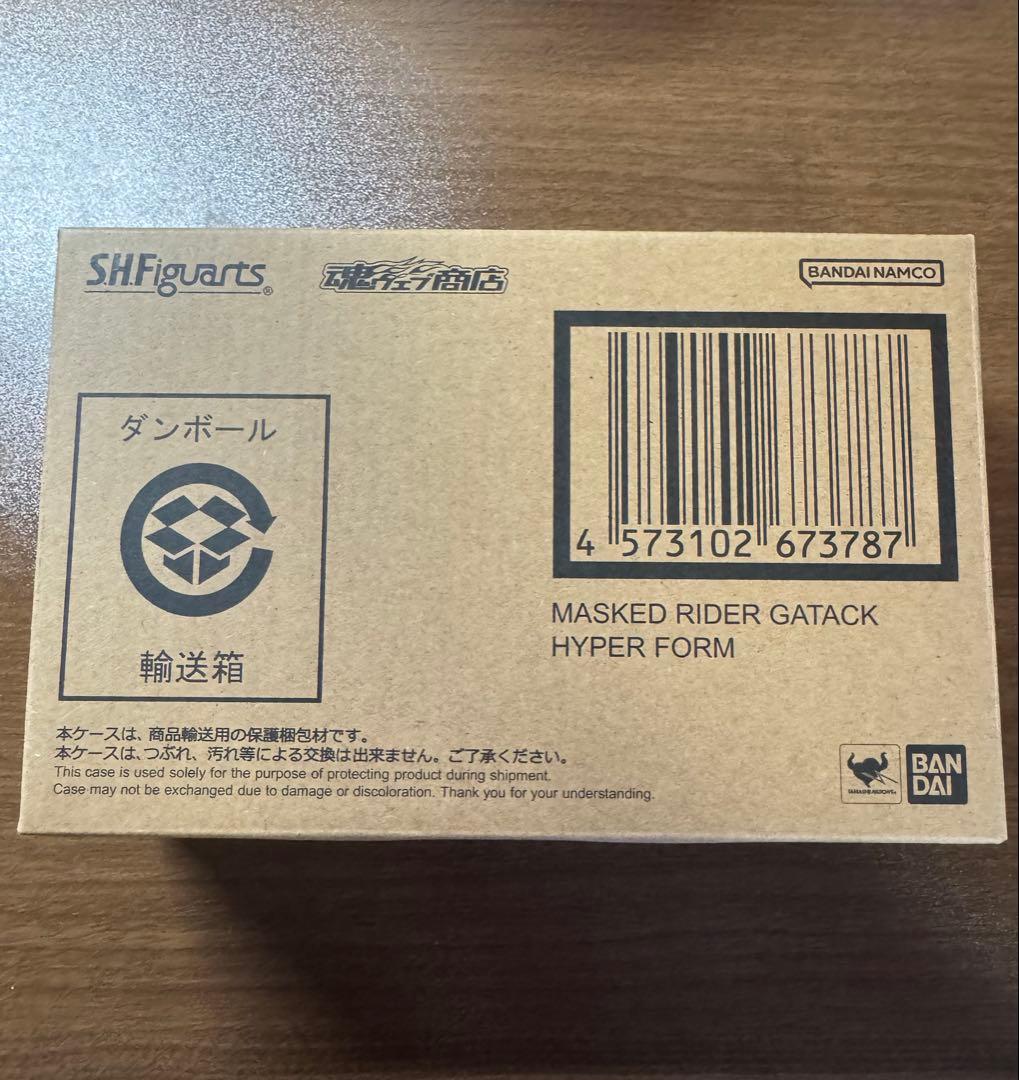 S.H.Figuarts®
魂ウェブ商店
BANDAI NAMCO
ダンボール
輸送箱
4 573102 673787
MASKED RIDER GATACK
HYPER FORM
本ケースは、商品輸送用の保護梱包材です。
本ケースは、つぶれ、汚れ等による交換は出来ません。ご了承ください。
This case is used solely for the purpose of protecting product during shipment.
Case may not be exchanged due to damage or discoloration. Thank you for your understanding.
TAMASHII NATIONS
BAN
DAI